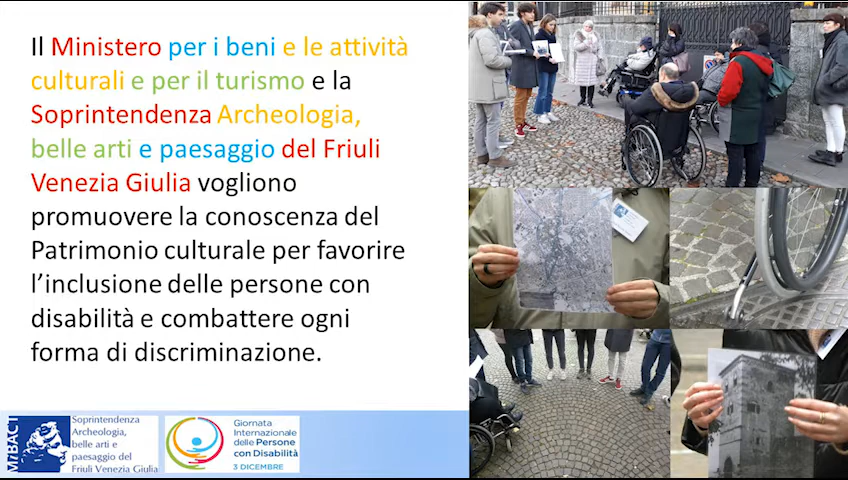 Il Ministero per i beni e le attività
culturali e per il turismo e la
Soprintendenza Archeologia,
belle arti e paesaggio del Friuli
Venezia Giulia vogliono
promuovere la conoscenza del
Patrimonio culturale per favorire
l’inclusione delle persone con
disabilità e combattere ogni
forma di discriminazione.
MiBACT
Soprintendenza
Archeologia,
belle arti e
paesaggio del
Friuli Venezia Giulia
Giornata
Internazionale
delle Persone
con Disabilità
3 DICEMBRE